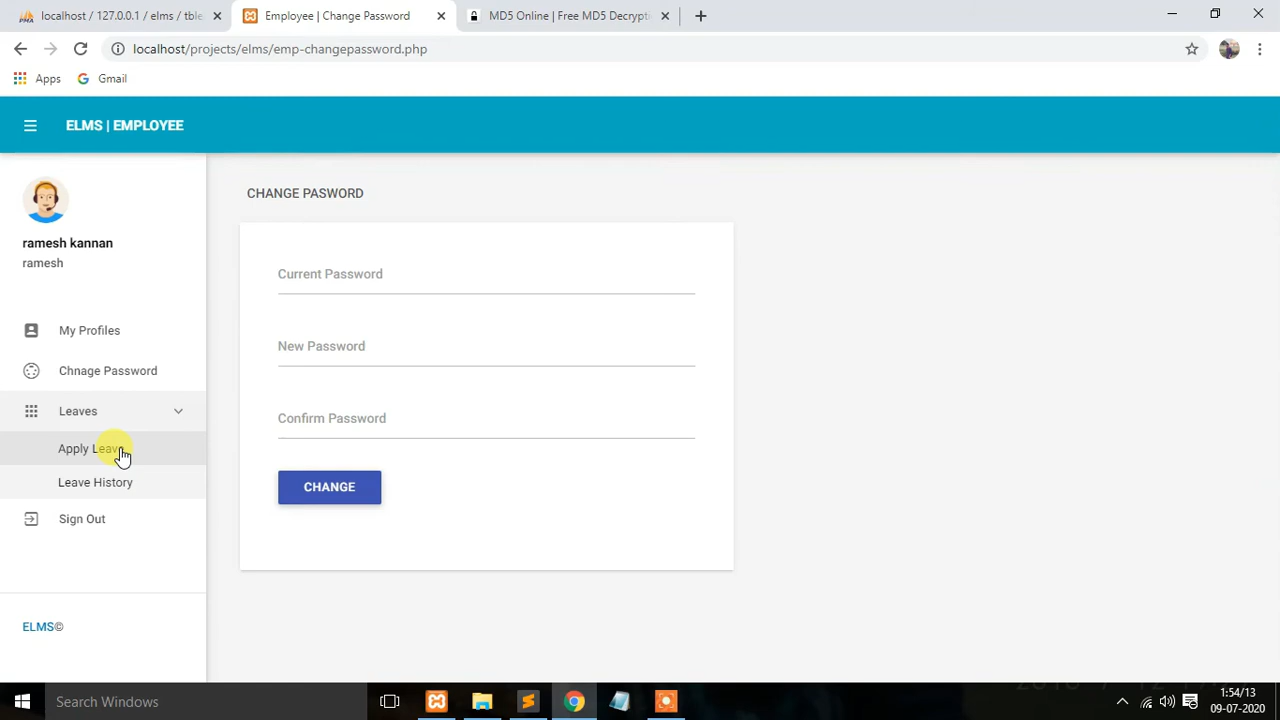 localhost / 127.0.0.1 / elms / tble
Employee | Change Password
MD5 Online | Free MD5 Decrypti
localhost/projects/elms/emp-changepassword.php
Apps
Gmail
ELMS | EMPLOYEE
CHANGE PASWORD
ramesh kannan
ramesh
Current Password
My Profiles
New Password
Chnage Password
Leaves
Confirm Password
Apply Leave
Leave History
CHANGE
Sign Out
ELMS©
Search Windows
1:54/13
09-07-2020